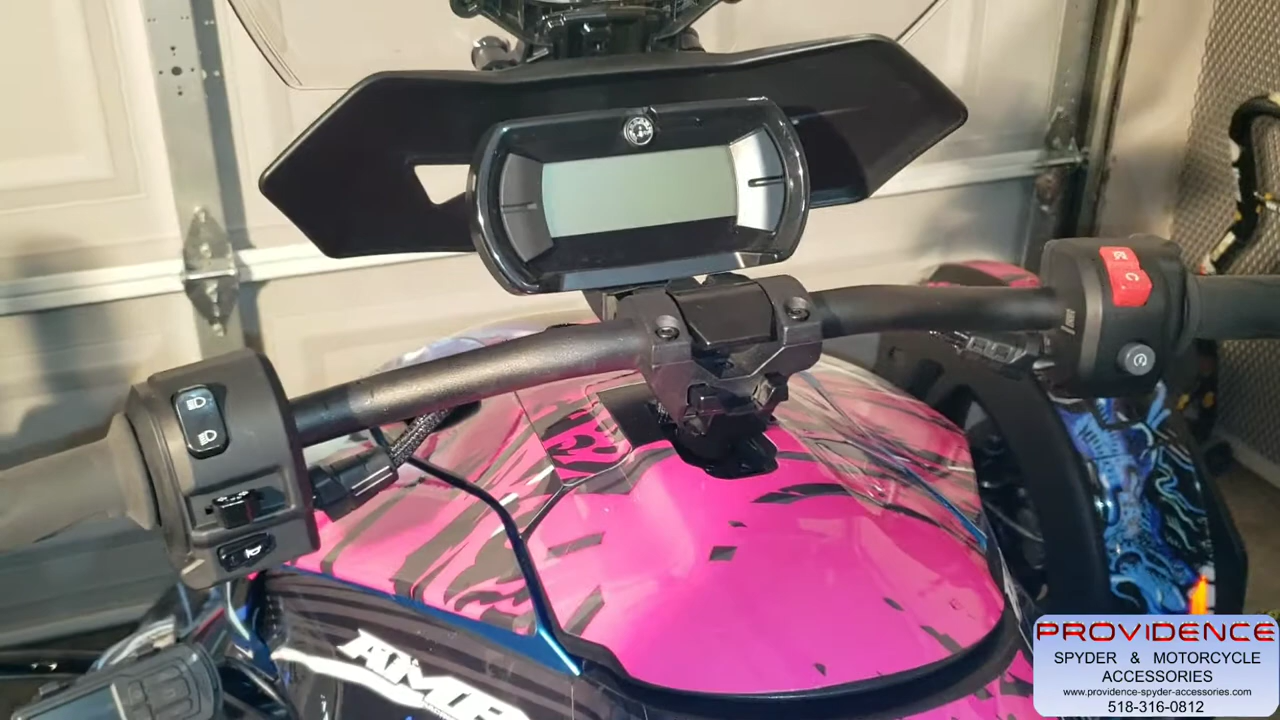 PROVIDENCE
SPYDER & MOTORCYCLE
ACCESSORIES
www.providence-spyder-accessories.com
518-316-0812